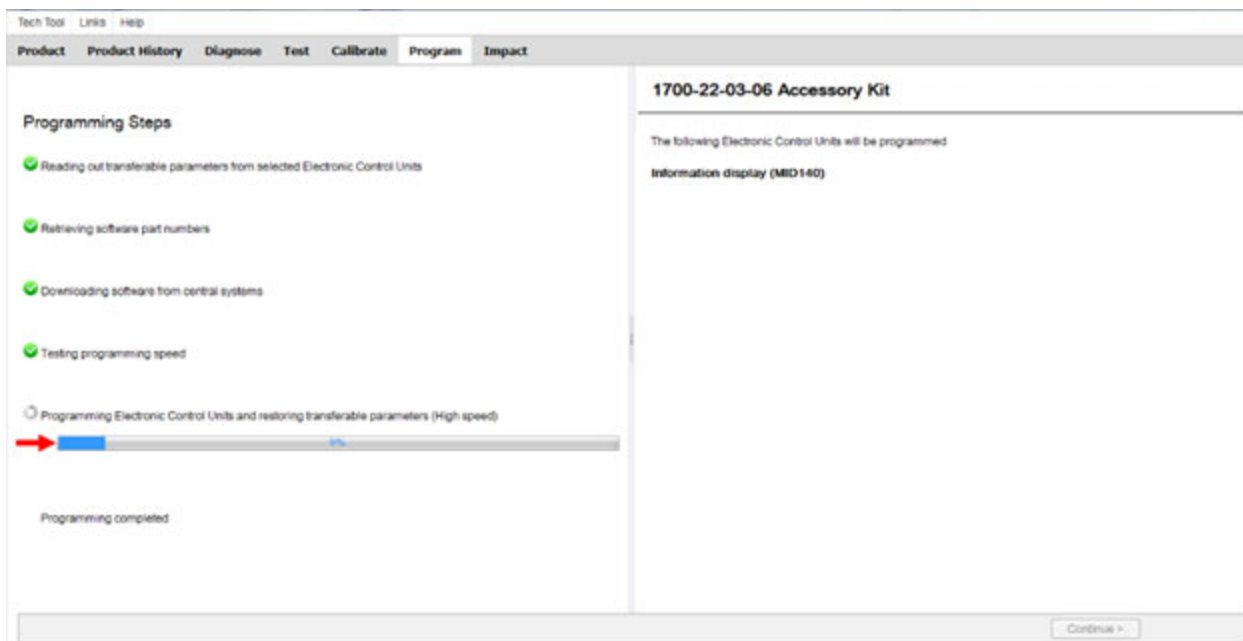 Tech Tool Links Help
Product Product History Diagnose Test Calibrate Program Impact
1700-22-03-06 Accessory Kit
Programming Steps
The following Electronic Control Units will be programmed
Reading out transferable parameters from selected Electronic Control Units
Information display (MID140)
Retrieving software part numbers
Downloading software from central systems
Testing programming speed
Programming Electronic Control Units and restoring transferable parameters (High speed)
Programming completed
Continue >